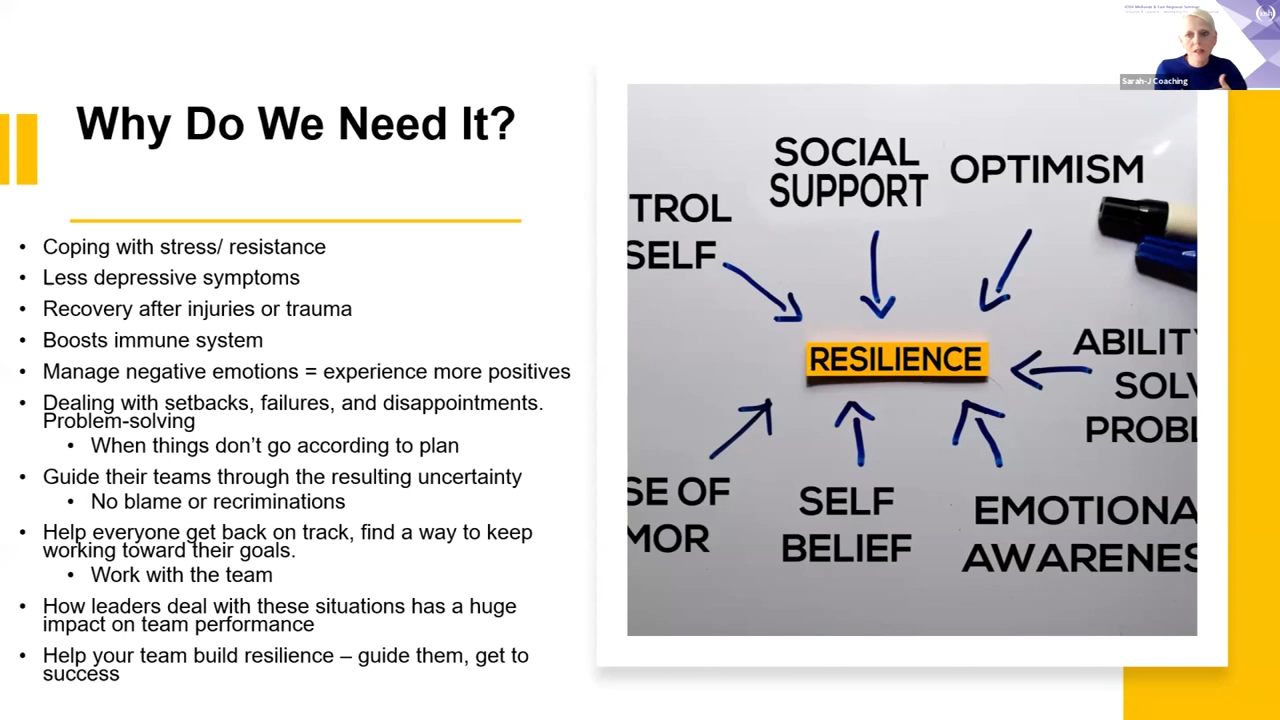 Why Do We Need It?
• Coping with stress/ resistance
• Less depressive symptoms
• Recovery after injuries or trauma
• Boosts immune system
• Manage negative emotions = experience more positives
• Dealing with setbacks, failures, and disappointments.
Problem-solving
• When things don’t go according to plan
• Guide their teams through the resulting uncertainty
• No blame or recriminations
• Help everyone get back on track, find a way to keep
working toward their goals.
• Work with the team
• How leaders deal with these situations has a huge
impact on team performance
• Help your team build resilience – guide them, get to
success
SOCIAL
SUPPORT
OPTIMISM
TROL
SELF
RESILIENCE
ABILITY
SOLV
PROBL
SE OF
MOR
SELF
BELIEF
EMOTIONA
AWARENES
Sarah-J Coaching